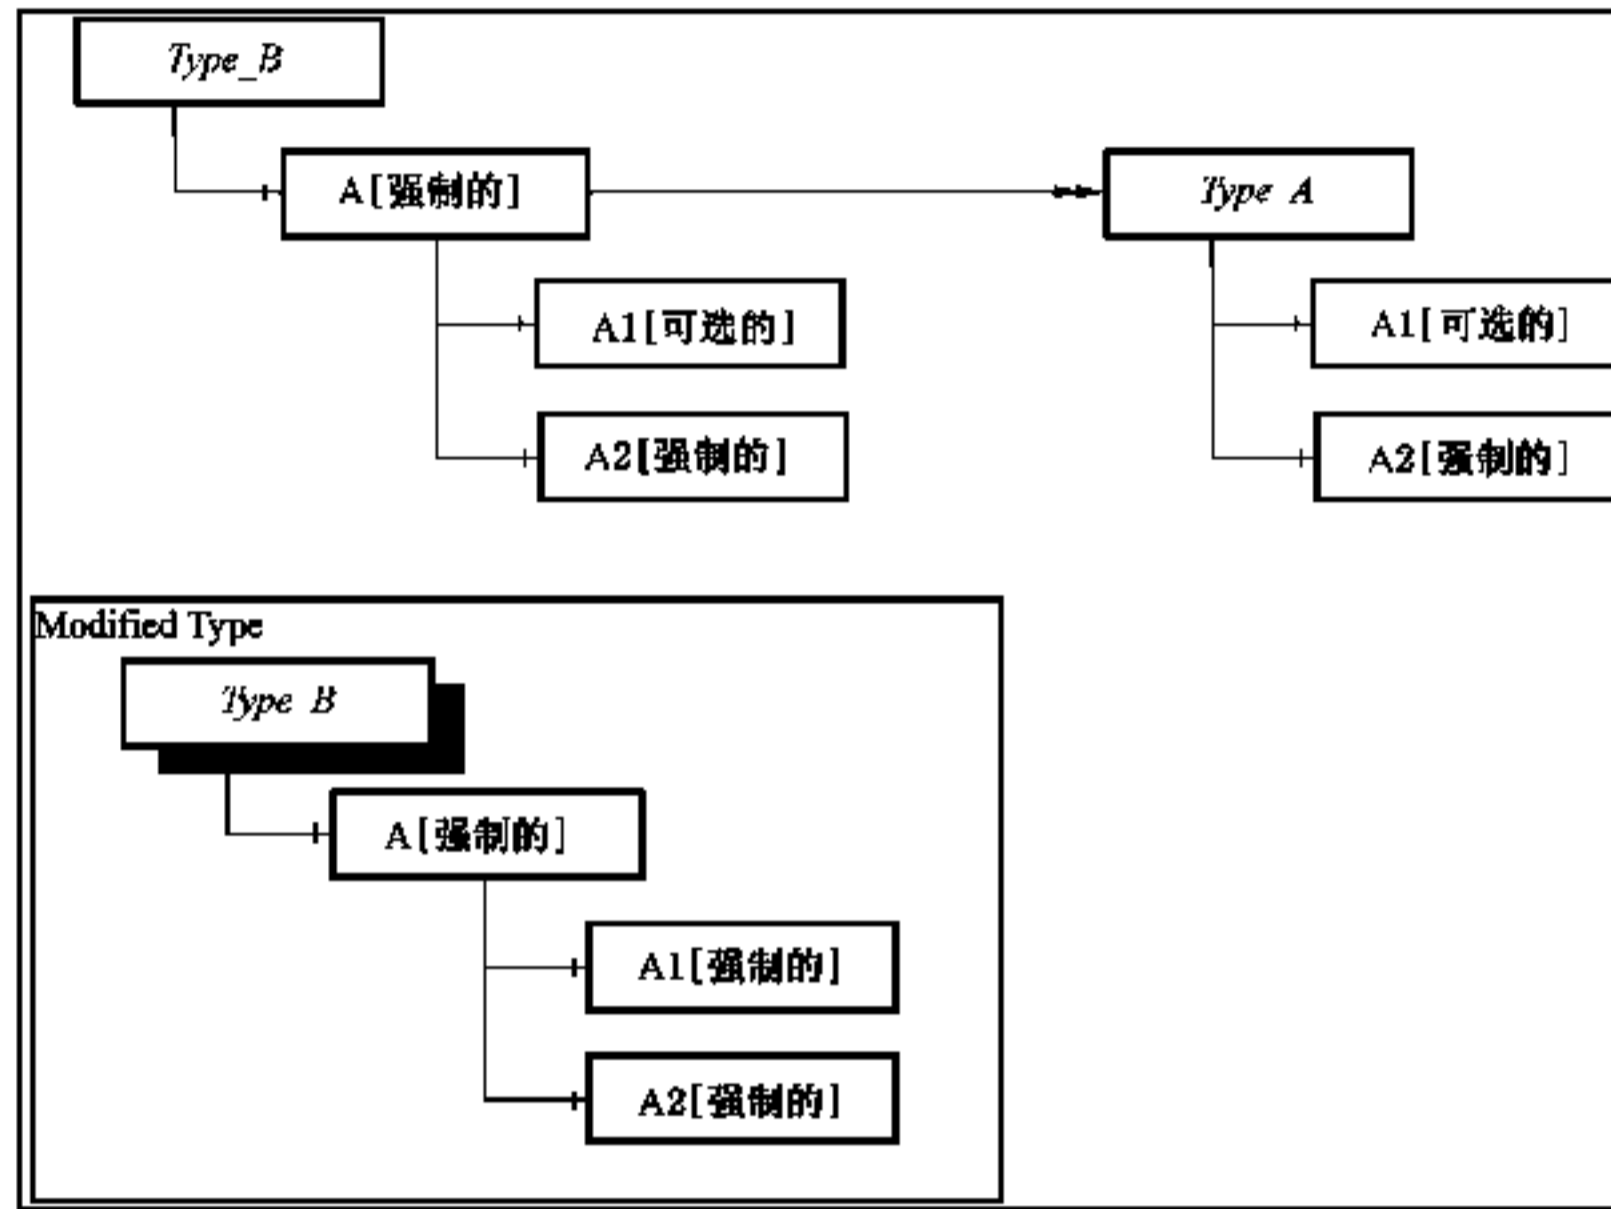 Type_B
A[强制的]
Type A
A1[可选的]
A1[可选的]
A2[强制的]
A2[强制的]
Modified Type
Type B
A[强制的]
A1[强制的]
A2[强制的]